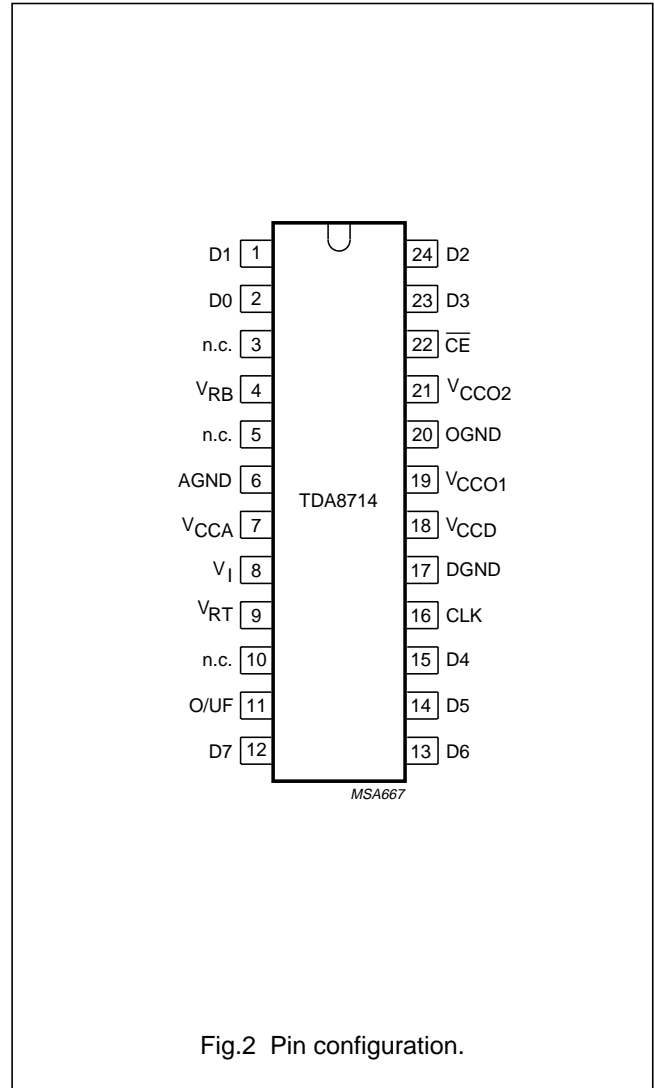 D1 1 24 D2
D0 2 23 D3
n.c. 3 22 C̅E̅
VRB 4 21 VCCO2
n.c. 5 20 OGND
AGND 6 19 VCCO1
TDA8714
VCCA 7 18 VCCD
VI 8 17 DGND
VRT 9 16 CLK
n.c. 10 15 D4
O/UF 11 14 D5
D7 12 13 D6
MSA667
Fig.2 Pin configuration.